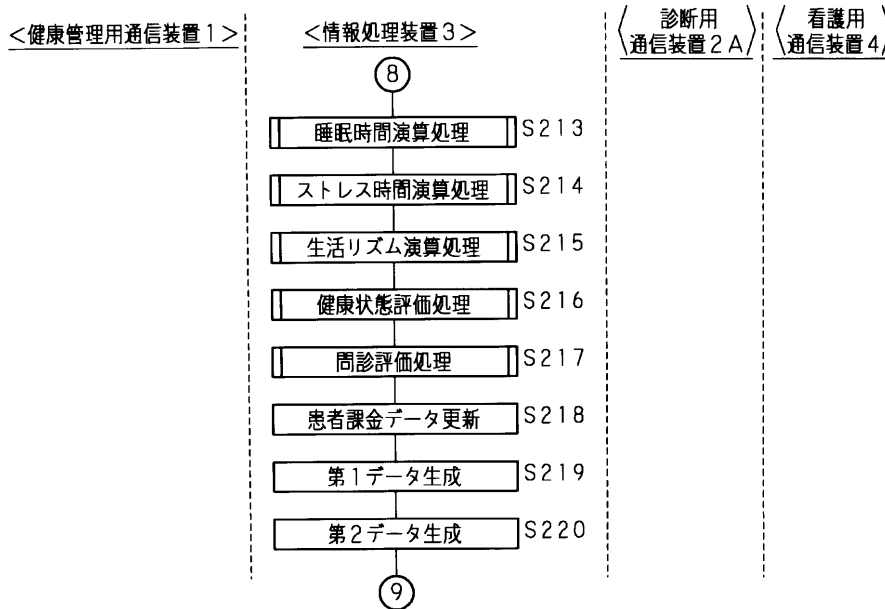 <健康管理用通信装置1>
<情報処理装置3>
〈診断用
通信装置2A〉
〈看護用
通信装置4〉
⑧
睡眠時間演算処理 S213
ストレス時間演算処理 S214
生活リズム演算処理 S215
健康状態評価処理 S216
問診評価処理 S217
患者課金データ更新 S218
第1データ生成 S219
第2データ生成 S220
⑨